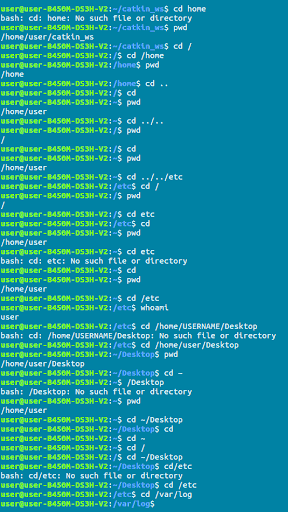 user@user-B450M-DS3H-V2:~/catkin_ws$ cd home
bash: cd: home: No such file or directory
user@user-B450M-DS3H-V2:~/catkin_ws$ pwd
/home/user/catkin_ws
user@user-B450M-DS3H-V2:~/catkin_ws$ cd /
user@user-B450M-DS3H-V2:/$ cd /home
user@user-B450M-DS3H-V2:/home$ pwd
/home
user@user-B450M-DS3H-V2:/home$ cd ..
user@user-B450M-DS3H-V2:/$ cd
user@user-B450M-DS3H-V2:~$ pwd
/home/user
user@user-B450M-DS3H-V2:~$ cd ../..
user@user-B450M-DS3H-V2:/$ pwd
/
user@user-B450M-DS3H-V2:/$ cd
user@user-B450M-DS3H-V2:~$ pwd
/home/user
user@user-B450M-DS3H-V2:~$ cd ../../etc
user@user-B450M-DS3H-V2:/etc$ cd /
user@user-B450M-DS3H-V2:/$ pwd
/
user@user-B450M-DS3H-V2:/$ cd etc
user@user-B450M-DS3H-V2:/etc$ cd
user@user-B450M-DS3H-V2:~$ pwd
/home/user
user@user-B450M-DS3H-V2:~$ cd etc
bash: cd: etc: No such file or directory
user@user-B450M-DS3H-V2:~$ cd
user@user-B450M-DS3H-V2:~$ pwd
/home/user
user@user-B450M-DS3H-V2:~$ cd /etc
user@user-B450M-DS3H-V2:/etc$ whoami
user
user@user-B450M-DS3H-V2:/etc$ cd /home/USERNAME/Desktop
bash: cd: /home/USERNAME/Desktop: No such file or directory
user@user-B450M-DS3H-V2:/etc$ cd /home/user/Desktop
user@user-B450M-DS3H-V2:~/Desktop$ pwd
/home/user/Desktop
user@user-B450M-DS3H-V2:~/Desktop$ cd ~
user@user-B450M-DS3H-V2:~$ /Desktop
bash: /Desktop: No such file or directory
user@user-B450M-DS3H-V2:~$ pwd
/home/user
user@user-B450M-DS3H-V2:~$ cd ~/Desktop
user@user-B450M-DS3H-V2:~/Desktop$ cd
user@user-B450M-DS3H-V2:~$ cd ~
user@user-B450M-DS3H-V2:~$ cd /
user@user-B450M-DS3H-V2:/$ cd ~/Desktop
user@user-B450M-DS3H-V2:~/Desktop$ cd/etc
bash: cd/etc: No such file or directory
user@user-B450M-DS3H-V2:~/Desktop$ cd /etc
user@user-B450M-DS3H-V2:/etc$ cd /var/log
user@user-B450M-DS3H-V2:/var/log$